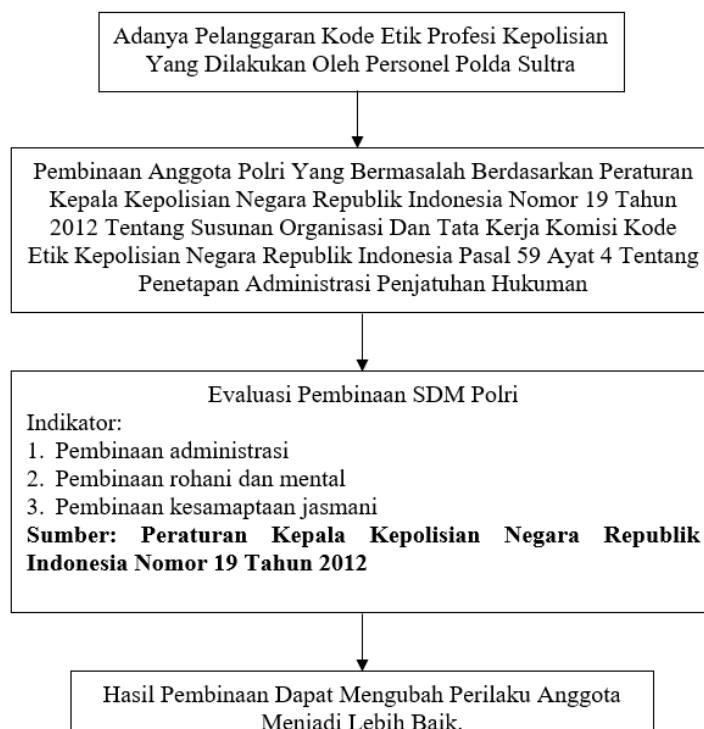 Adanya Pelanggaran Kode Etik Profesi Kepolisian
Yang Dilakukan Oleh Personel Polda Sultra
Pembinaan Anggota Polri Yang Bermasalah Berdasarkan Peraturan
Kepala Kepolisian Negara Republik Indonesia Nomor 19 Tahun
2012 Tentang Susunan Organisasi Dan Tata Kerja Komisi Kode
Etik Kepolisian Negara Republik Indonesia Pasal 59 Ayat 4 Tentang
Penetapan Administrasi Penjatuhan Hukuman
Evaluasi Pembinaan SDM Polri
Indikator:
1. Pembinaan administrasi
2. Pembinaan rohani dan mental
3. Pembinaan kesamaptaan jasmani
Sumber: Peraturan Kepala Kepolisian Negara Republik
Indonesia Nomor 19 Tahun 2012
Hasil Pembinaan Dapat Mengubah Perilaku Anggota
Menjadi Lebih Baik.